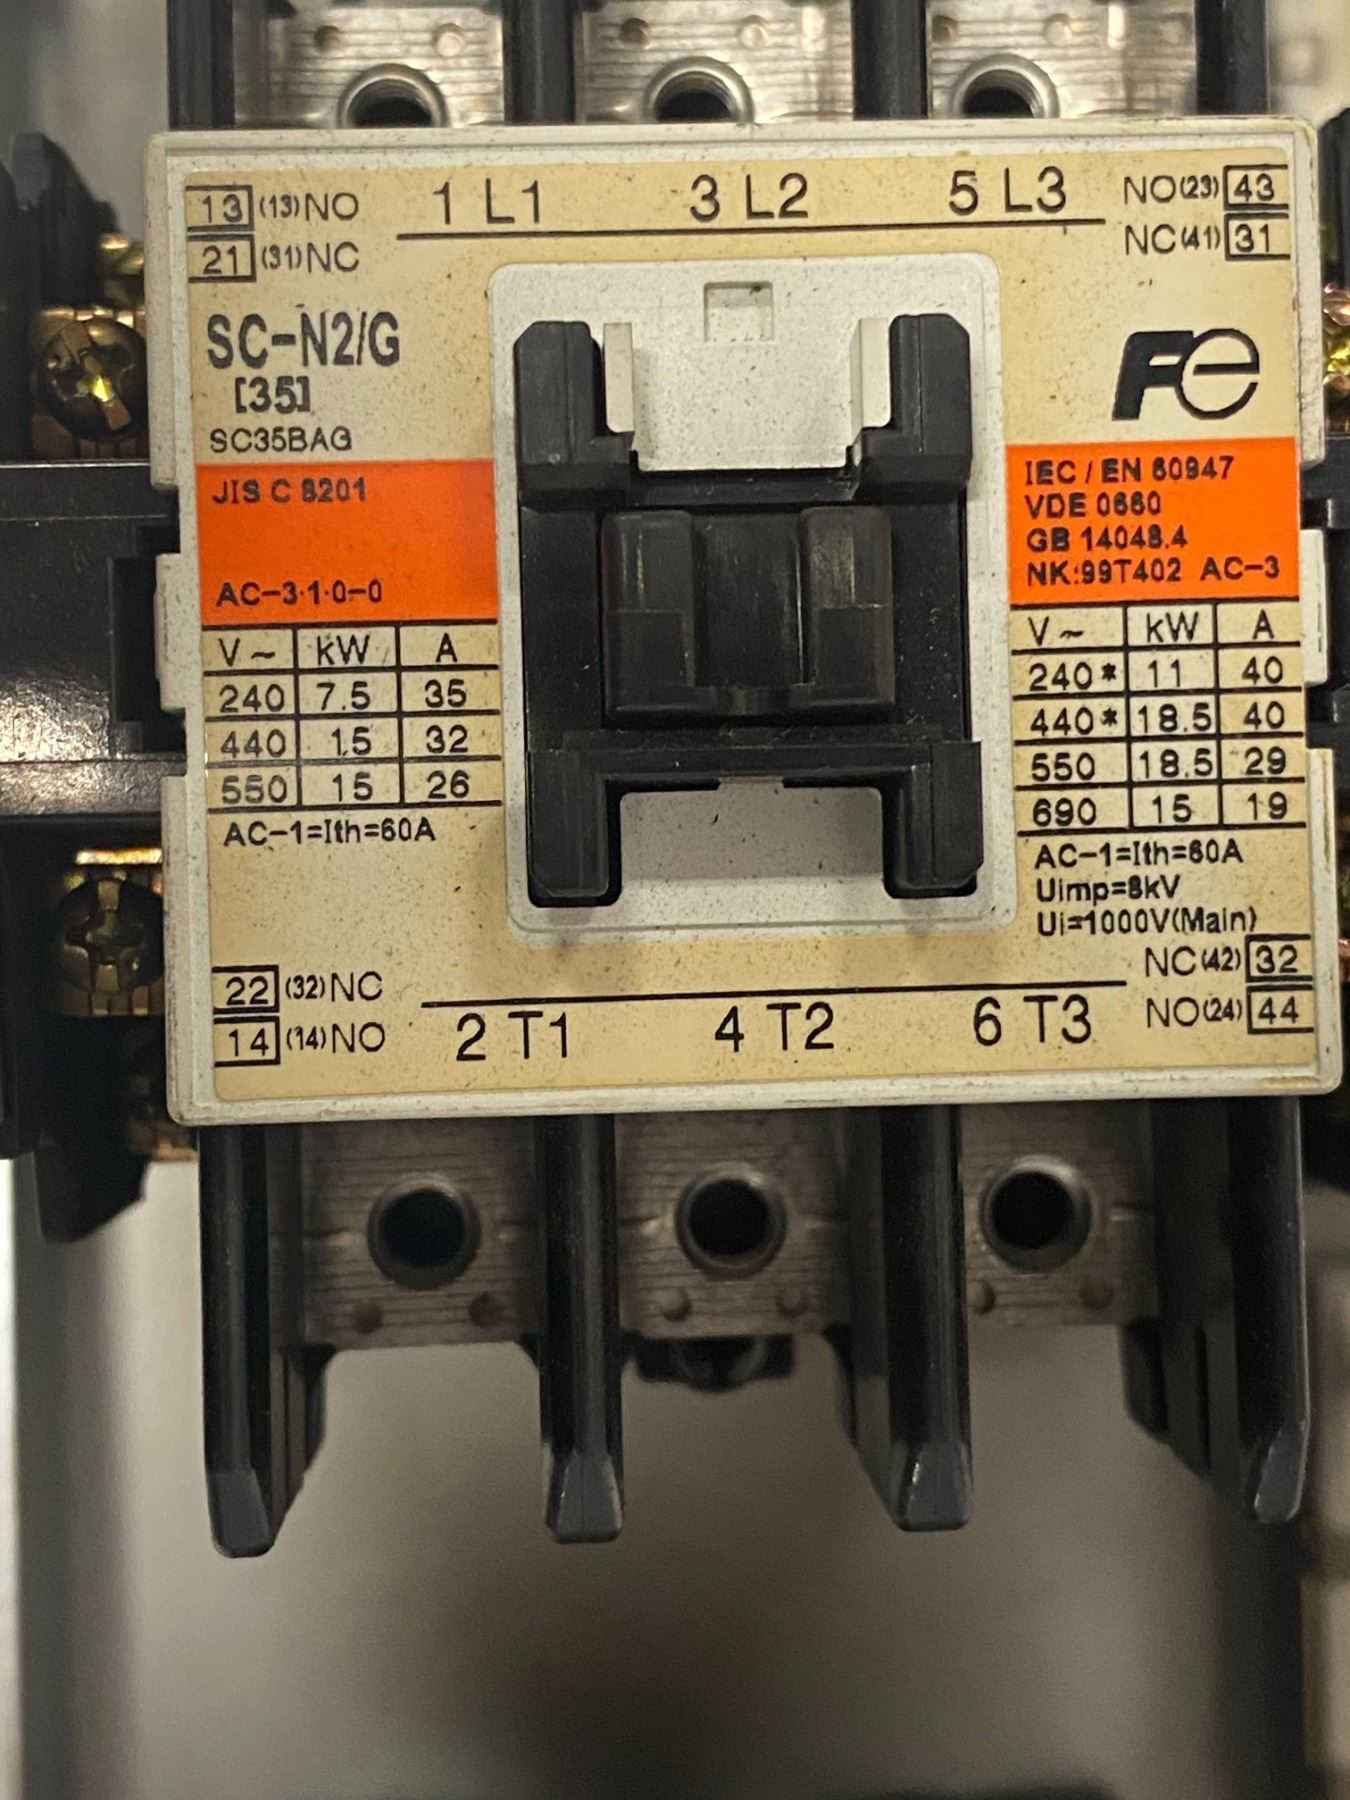 13 (13)NO 1 L1 3 L2 5 L3 NO(23) 43
21 (31)NC NC(41) 31
SC-N2/G
[35]
SC35BAG
Fe
JIS C 8201
AC-3·1·0-0
V~ kW A
240 7.5 35
440 15 32
550 15 26
AC-1=Ith=60A
IEC / EN 60947
VDE 0660
GB 14048.4
NK:99T402 AC-3
V~ kW A
240* 11 40
440* 18.5 40
550 18.5 29
690 15 19
AC-1=Ith=60A
Uimp=8kV
Ui=1000V(Main)
22 (32)NC NC(42) 32
14 (14)NO 2 T1 4 T2 6 T3 NO(24) 44